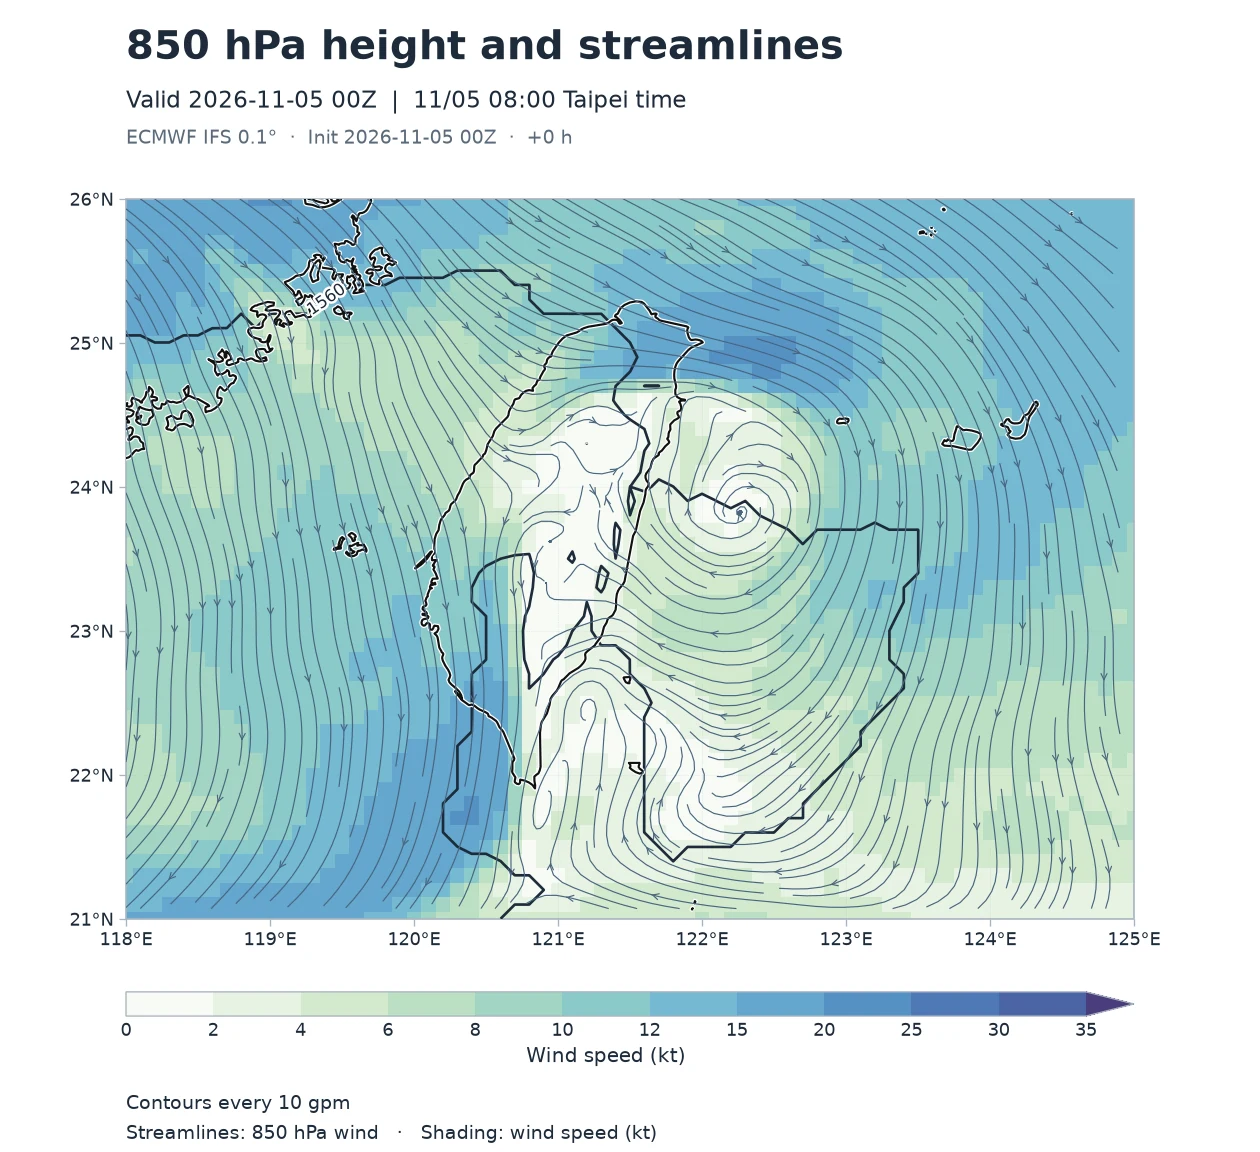 850 hPa height and streamlines
Valid 2026-11-05 00Z | 11/05 08:00 Taipei time
ECMWF IFS 0.1° · Init 2026-11-05 00Z · +0 h
26°N
25°N
24°N
23°N
22°N
21°N
1560
118°E 119°E 120°E 121°E 122°E 123°E 124°E 125°E
0 2 4 6 8 10 12 15 20 25 30 35
Wind speed (kt)
Contours every 10 gpm
Streamlines: 850 hPa wind · Shading: wind speed (kt)